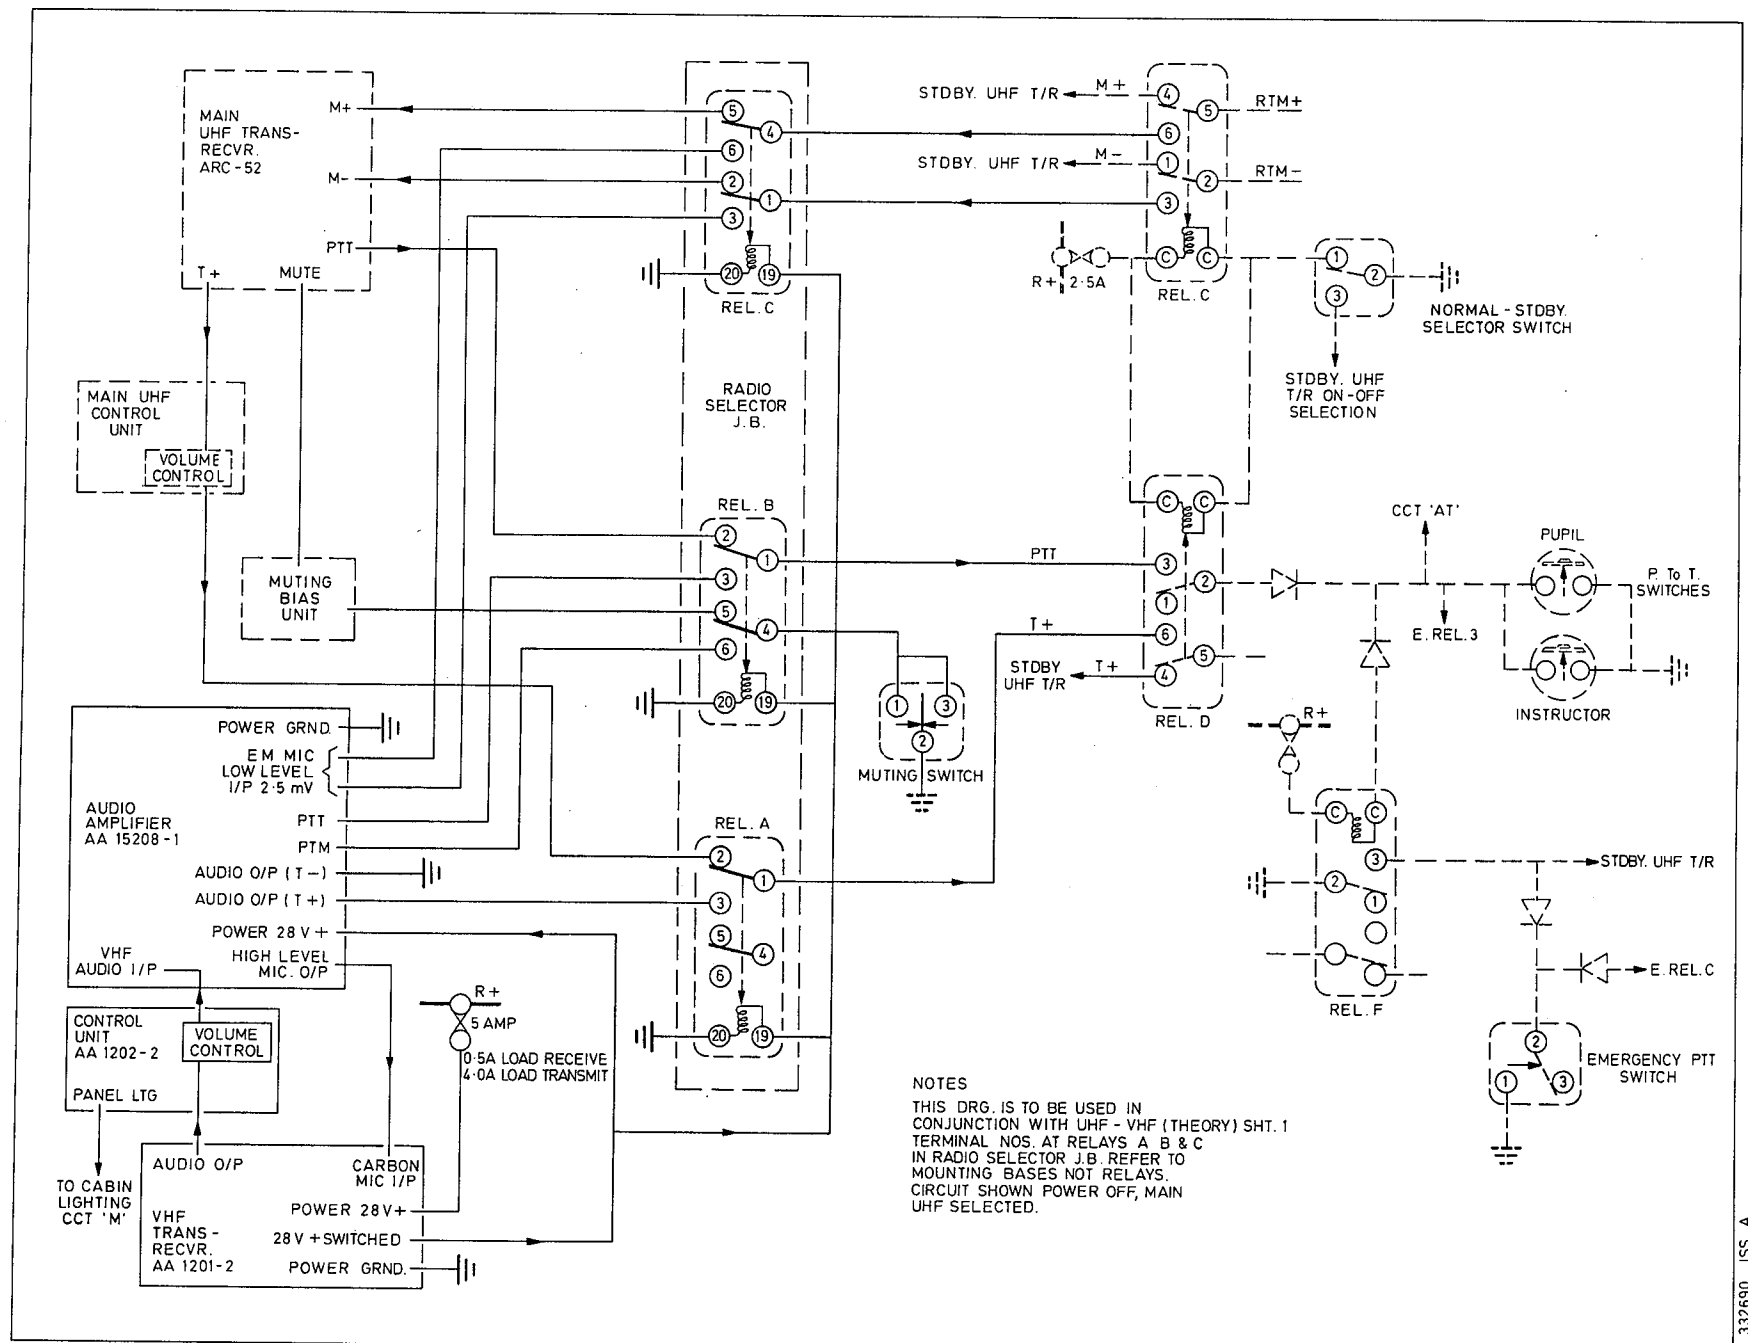 MAIN
UHF TRANS-
RECVR.
ARC-52
M+
M-
PTT
T+
MUTE
MAIN UHF
CONTROL
UNIT
VOLUME
CONTROL
MUTING
BIAS
UNIT
5
4
6
2
1
3
20
19
REL. C
RADIO
SELECTOR
J.B.
REL. B
2
1
3
5
4
6
20
19
REL. A
2
1
3
5
4
6
20
19
STDBY. UHF T/R
M+
4
5
RTM+
6
STDBY. UHF T/R
M-
1
2
RTM-
3
C
C
R+
2·5A
REL. C
1
2
3
NORMAL - STDBY.
SELECTOR SWITCH
STDBY. UHF
T/R ON-OFF
SELECTION
C
C
PTT
3
2
1
T+
6
5
STDBY
UHF T/R
T+
4
REL. D
CCT 'AT'
PUPIL
P. To T.
SWITCHES
E. REL. 3
INSTRUCTOR
1
3
2
MUTING SWITCH
R+
C
C
3
STDBY. UHF T/R
2
1
REL. F
E. REL. C
2
1
3
EMERGENCY PTT
SWITCH
POWER GRND.
EM MIC
LOW LEVEL
I/P 2·5 mV
AUDIO
AMPLIFIER
AA 15208-1
PTT
PTM
AUDIO O/P (T-)
AUDIO O/P (T+)
POWER 28V+
VHF
AUDIO I/P
HIGH LEVEL
MIC. O/P
CONTROL
UNIT
AA 1202-2
VOLUME
CONTROL
PANEL LTG
R+
5 AMP
0·5A LOAD RECEIVE
4·0A LOAD TRANSMIT
TO CABIN
LIGHTING
CCT 'M'
AUDIO O/P
CARBON
MIC I/P
POWER 28V+
VHF
TRANS-
RECVR.
AA 1201-2
28V + SWITCHED
POWER GRND.
NOTES
THIS DRG. IS TO BE USED IN
CONJUNCTION WITH UHF - VHF (THEORY) SHT. 1
TERMINAL NOS. AT RELAYS A B & C
IN RADIO SELECTOR J.B. REFER TO
MOUNTING BASES NOT RELAYS.
CIRCUIT SHOWN POWER OFF, MAIN
UHF SELECTED.
332690 ISS A